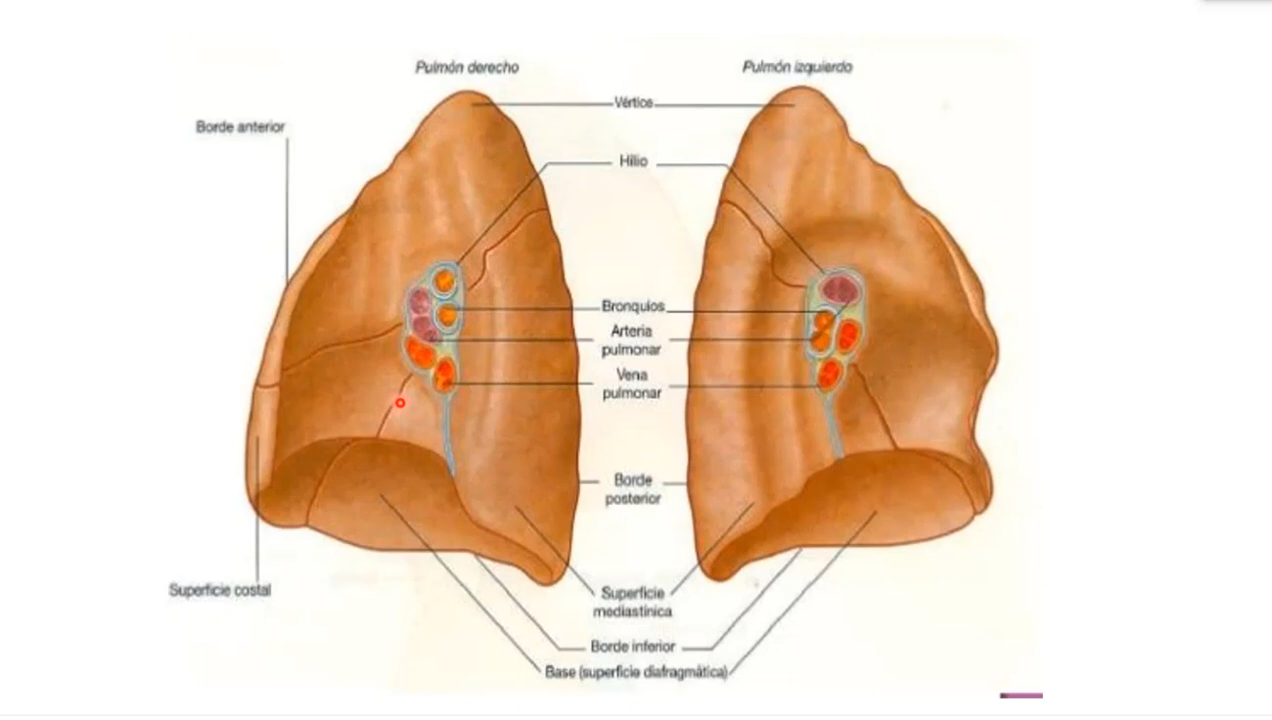 Pulmón derecho
Pulmón izquierdo
Vértice
Borde anterior
Hilio
Bronquios
Arteria
pulmonar
Vena
pulmonar
Borde
posterior
Superficie costal
Superficie
mediastínica
Borde inferior
Base (superficie diafragmática)